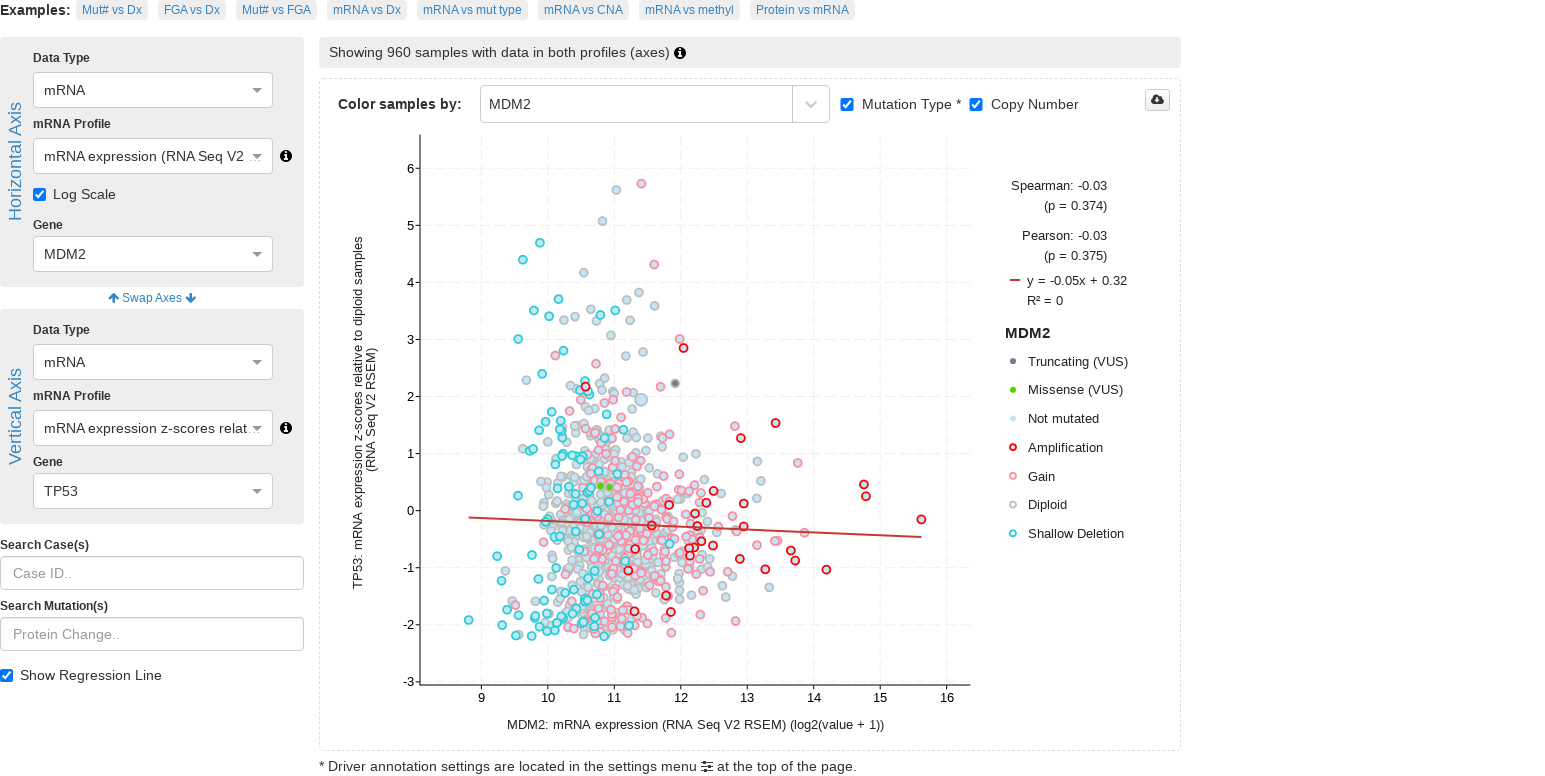 Examples: Mut# vs Dx FGA vs Dx Mut# vs FGA mRNA vs Dx mRNA vs mut type mRNA vs CNA mRNA vs methyl Protein vs mRNA
Horizontal Axis
Data Type
mRNA
mRNA Profile
mRNA expression (RNA Seq V2 …
Log Scale
Gene
MDM2
Swap Axes
Vertical Axis
Data Type
mRNA
mRNA Profile
mRNA expression z-scores relat…
Gene
TP53
Search Case(s)
Case ID..
Search Mutation(s)
Protein Change..
Show Regression Line
Showing 960 samples with data in both profiles (axes)
Color samples by: MDM2 Mutation Type * Copy Number
TP53: mRNA expression z-scores relative to diploid samples
(RNA Seq V2 RSEM)
6
5
4
3
2
1
0
-1
-2
-3
9 10 11 12 13 14 15 16
MDM2: mRNA expression (RNA Seq V2 RSEM) (log2(value + 1))
Spearman: -0.03
(p = 0.374)
Pearson: -0.03
(p = 0.375)
y = -0.05x + 0.32
R² = 0
MDM2
Truncating (VUS)
Missense (VUS)
Not mutated
Amplification
Gain
Diploid
Shallow Deletion
* Driver annotation settings are located in the settings menu at the top of the page.